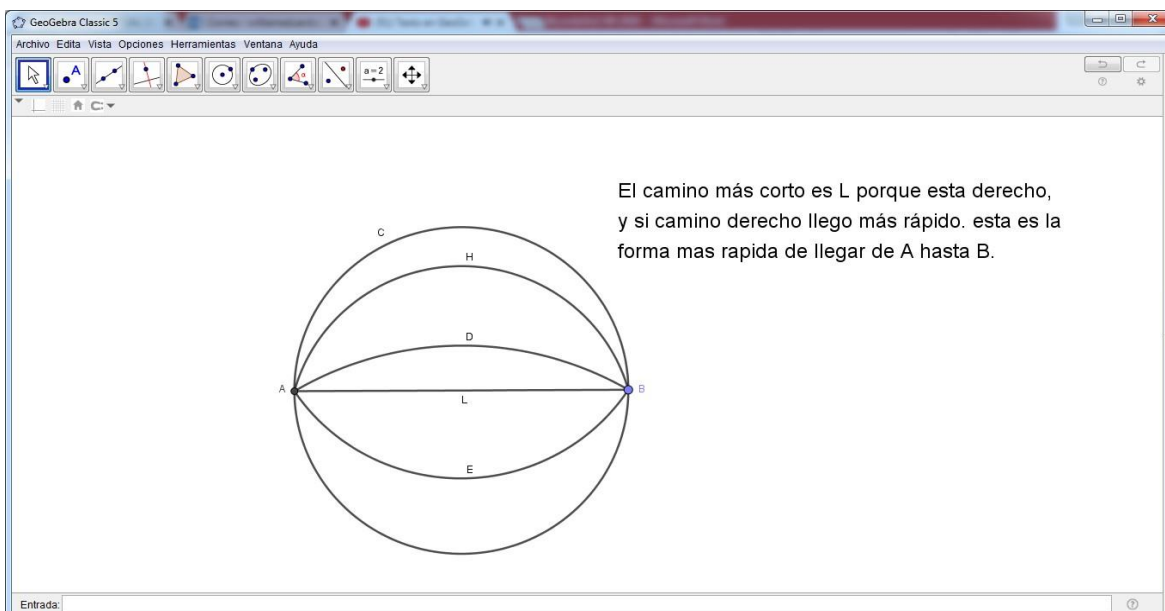 GeoGebra Classic 5
Archivo Edita Vista Opciones Herramientas Ventana Ayuda
A
a=2
El camino más corto es L porque esta derecho,
y si camino derecho llego más rápido. esta es la
forma mas rapida de llegar de A hasta B.
C
H
D
A
B
L
E
Entrada: